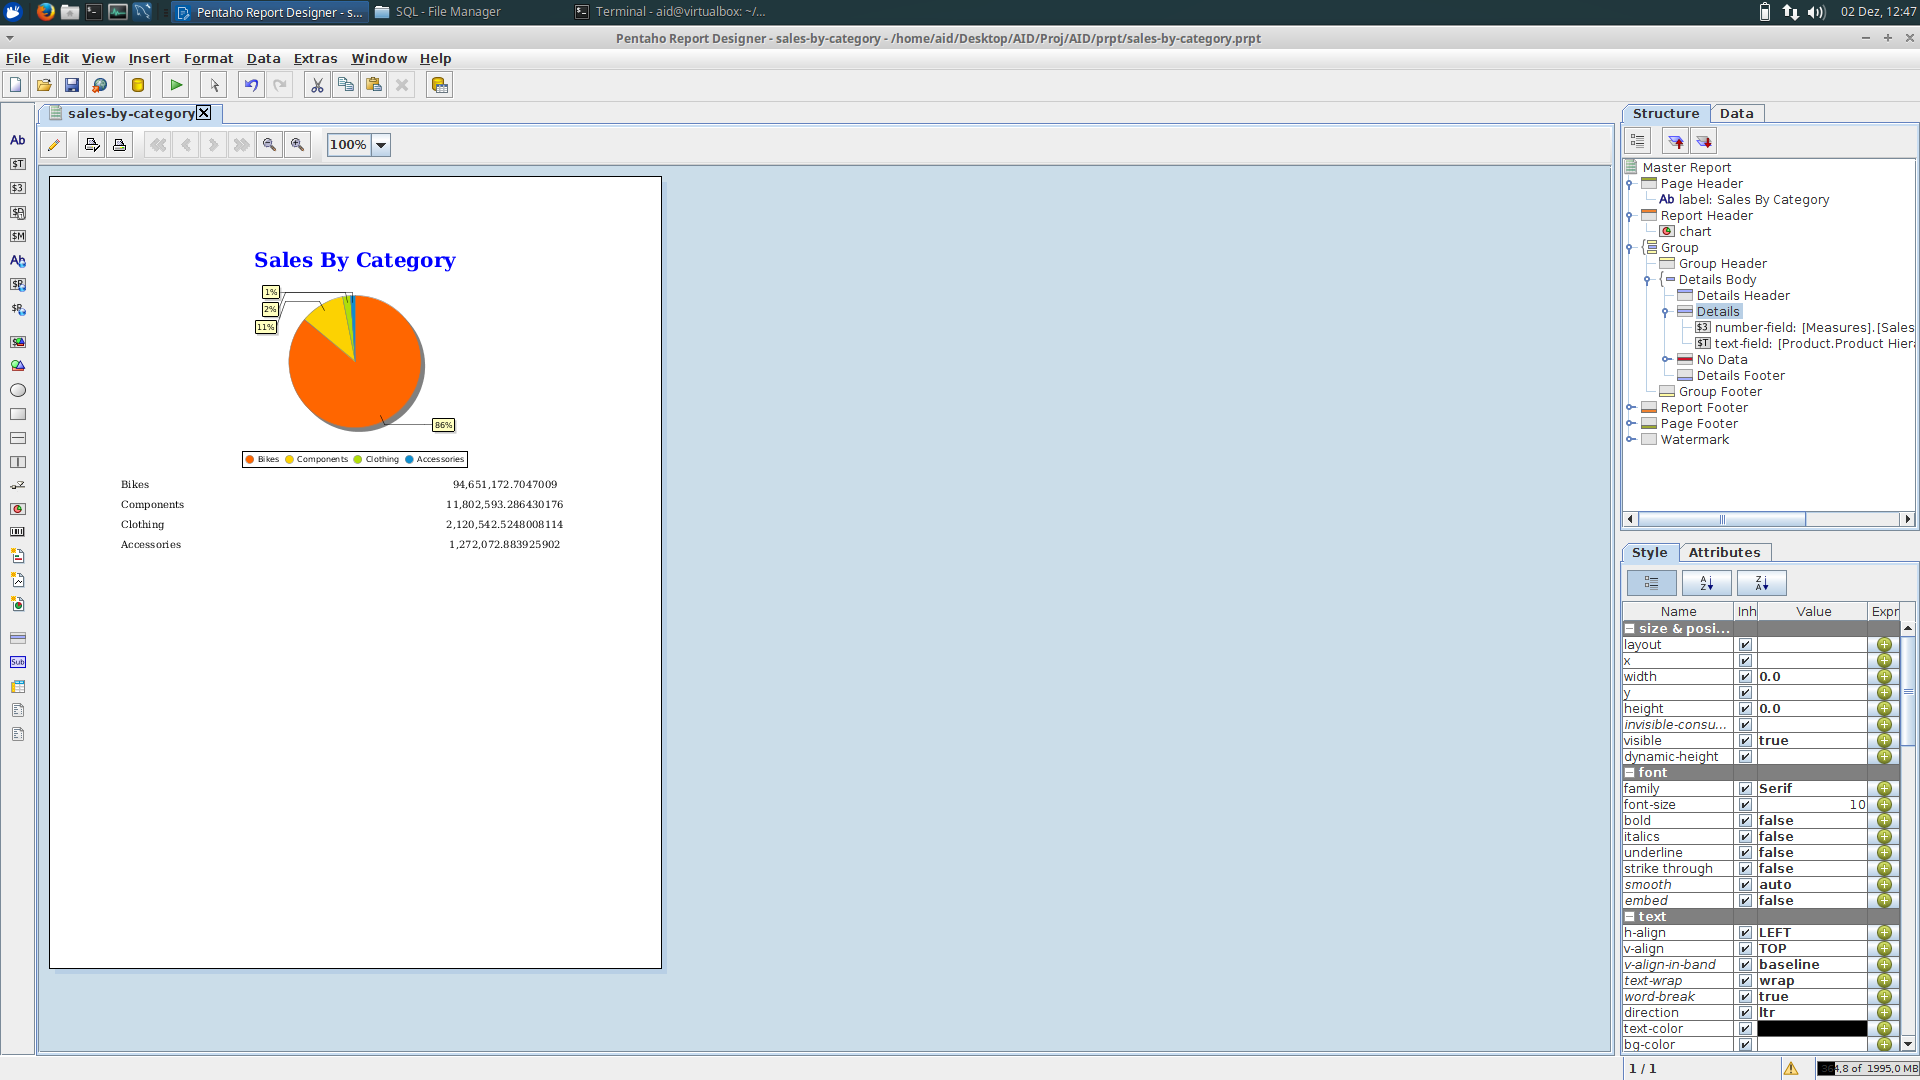 Pentaho Report Designer - s...
SQL - File Manager
Terminal - aid@virtualbox: ~/...
02 Dez, 12:47
Pentaho Report Designer - sales-by-category - /home/aid/Desktop/AID/Proj/AID/prpt/sales-by-category.prpt
File Edit View Insert Format Data Extras Window Help
sales-by-category
100%
Sales By Category
1%
2%
11%
86%
Bikes Components Clothing Accessories
Bikes 94,651,172.7047009
Components 11,802,593.286430176
Clothing 2,120,542.5248008114
Accessories 1,272,072.883925902
Ab
Sub
Structure Data
Master Report
Page Header
Ab label: Sales By Category
Report Header
chart
Group
Group Header
Details Body
Details Header
Details
number-field: [Measures].[Sales
text-field: [Product.Product Hier
No Data
Details Footer
Group Footer
Report Footer
Page Footer
Watermark
Style Attributes
Name Inh Value Expr
size & posi...
layout
x
width 0.0
y
height 0.0
invisible-consu...
visible true
dynamic-height
font
family Serif
font-size 10
bold false
italics false
underline false
strike through false
smooth auto
embed false
text
h-align LEFT
v-align TOP
v-align-in-band baseline
text-wrap wrap
word-break true
direction ltr
text-color
bg-color
1 / 1
4,8 of 1995,0 MB